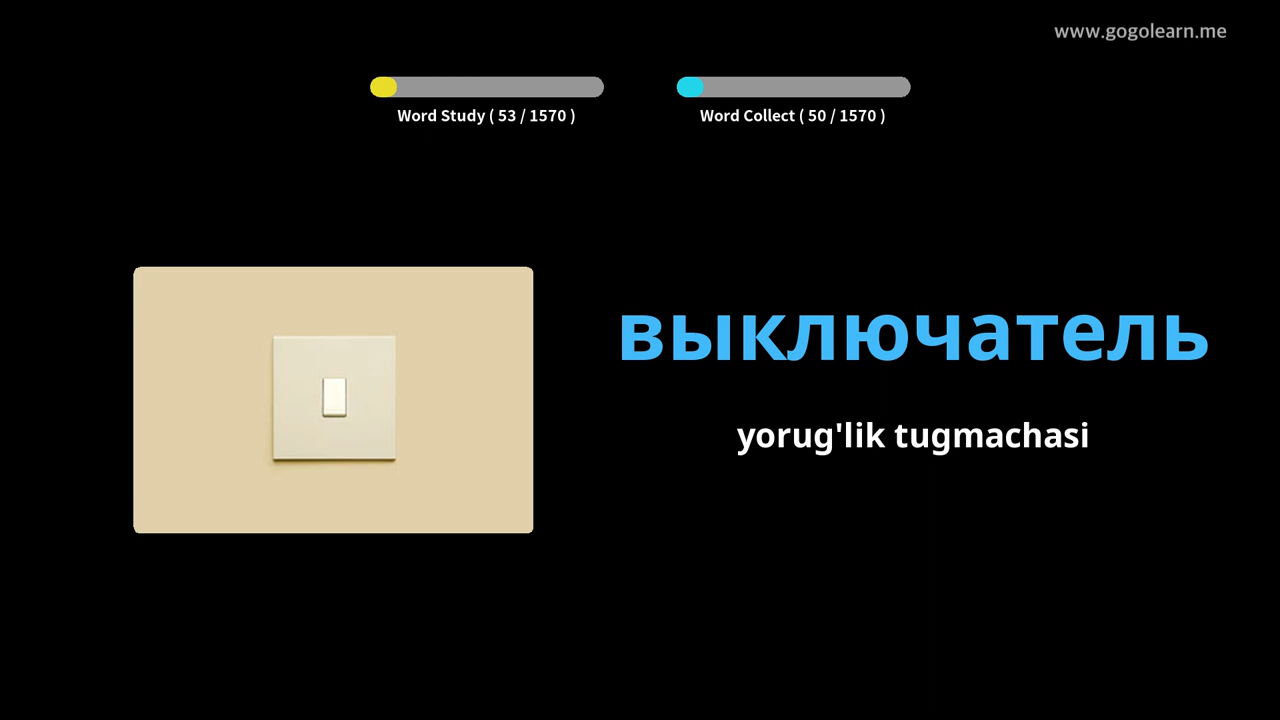 www.gogolearn.me
Word Study ( 53 / 1570 )
Word Collect ( 50 / 1570 )
выключатель
yorug'lik tugmachasi